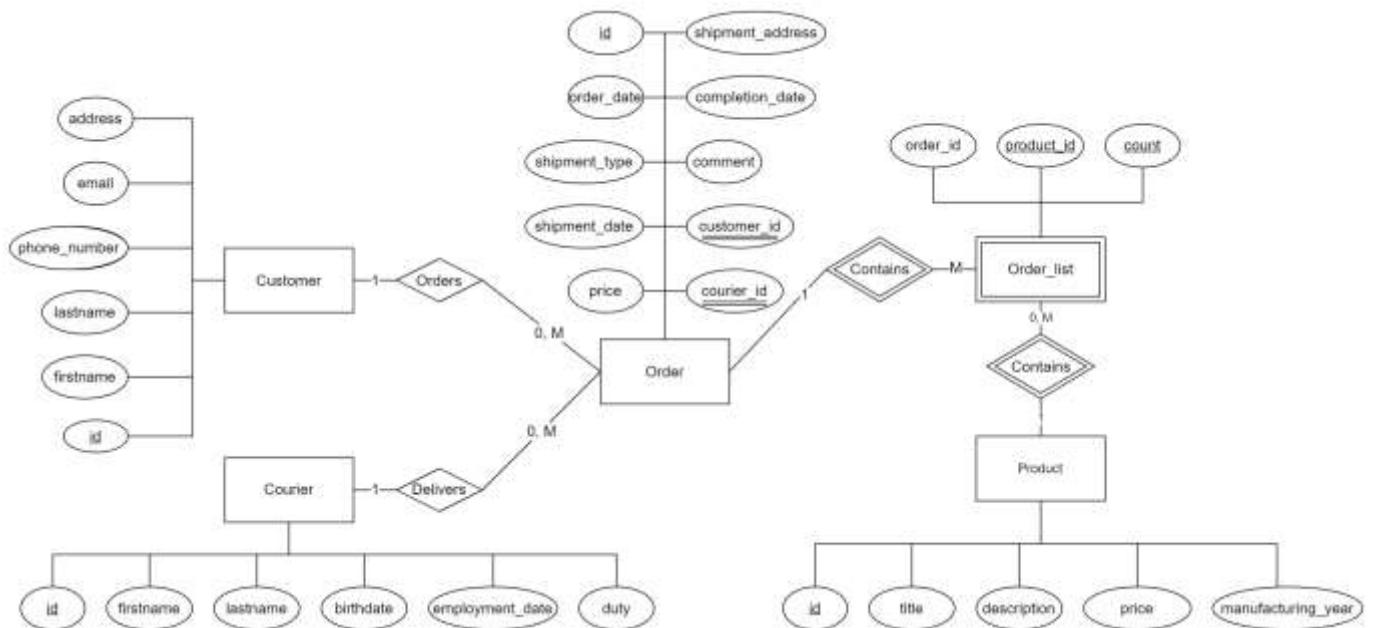 id
shipment_address
order_date
completion_date
shipment_type
comment
shipment_date
customer_id
price
courier_id
address
email
phone_number
lastname
firstname
id
Customer
1
Orders
0, M
Order
0, M
Courier
1
Delivers
id
firstname
lastname
birthdate
employment_date
duty
order_id
product_id
count
1
Contains
M
Order_list
0, M
Contains
Product
id
title
description
price
manufacturing_year